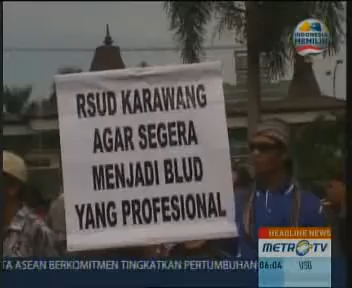 INDONESIA
MEMILIH
RSUD KARAWANG
AGAR SEGERA
MENJADI BLUD
YANG PROFESIONAL
HEADLINE NEWS
METRO TV
TA ASEAN BERKOMITMEN TINGKATKAN PERTUMBUHAN
06:04
USD